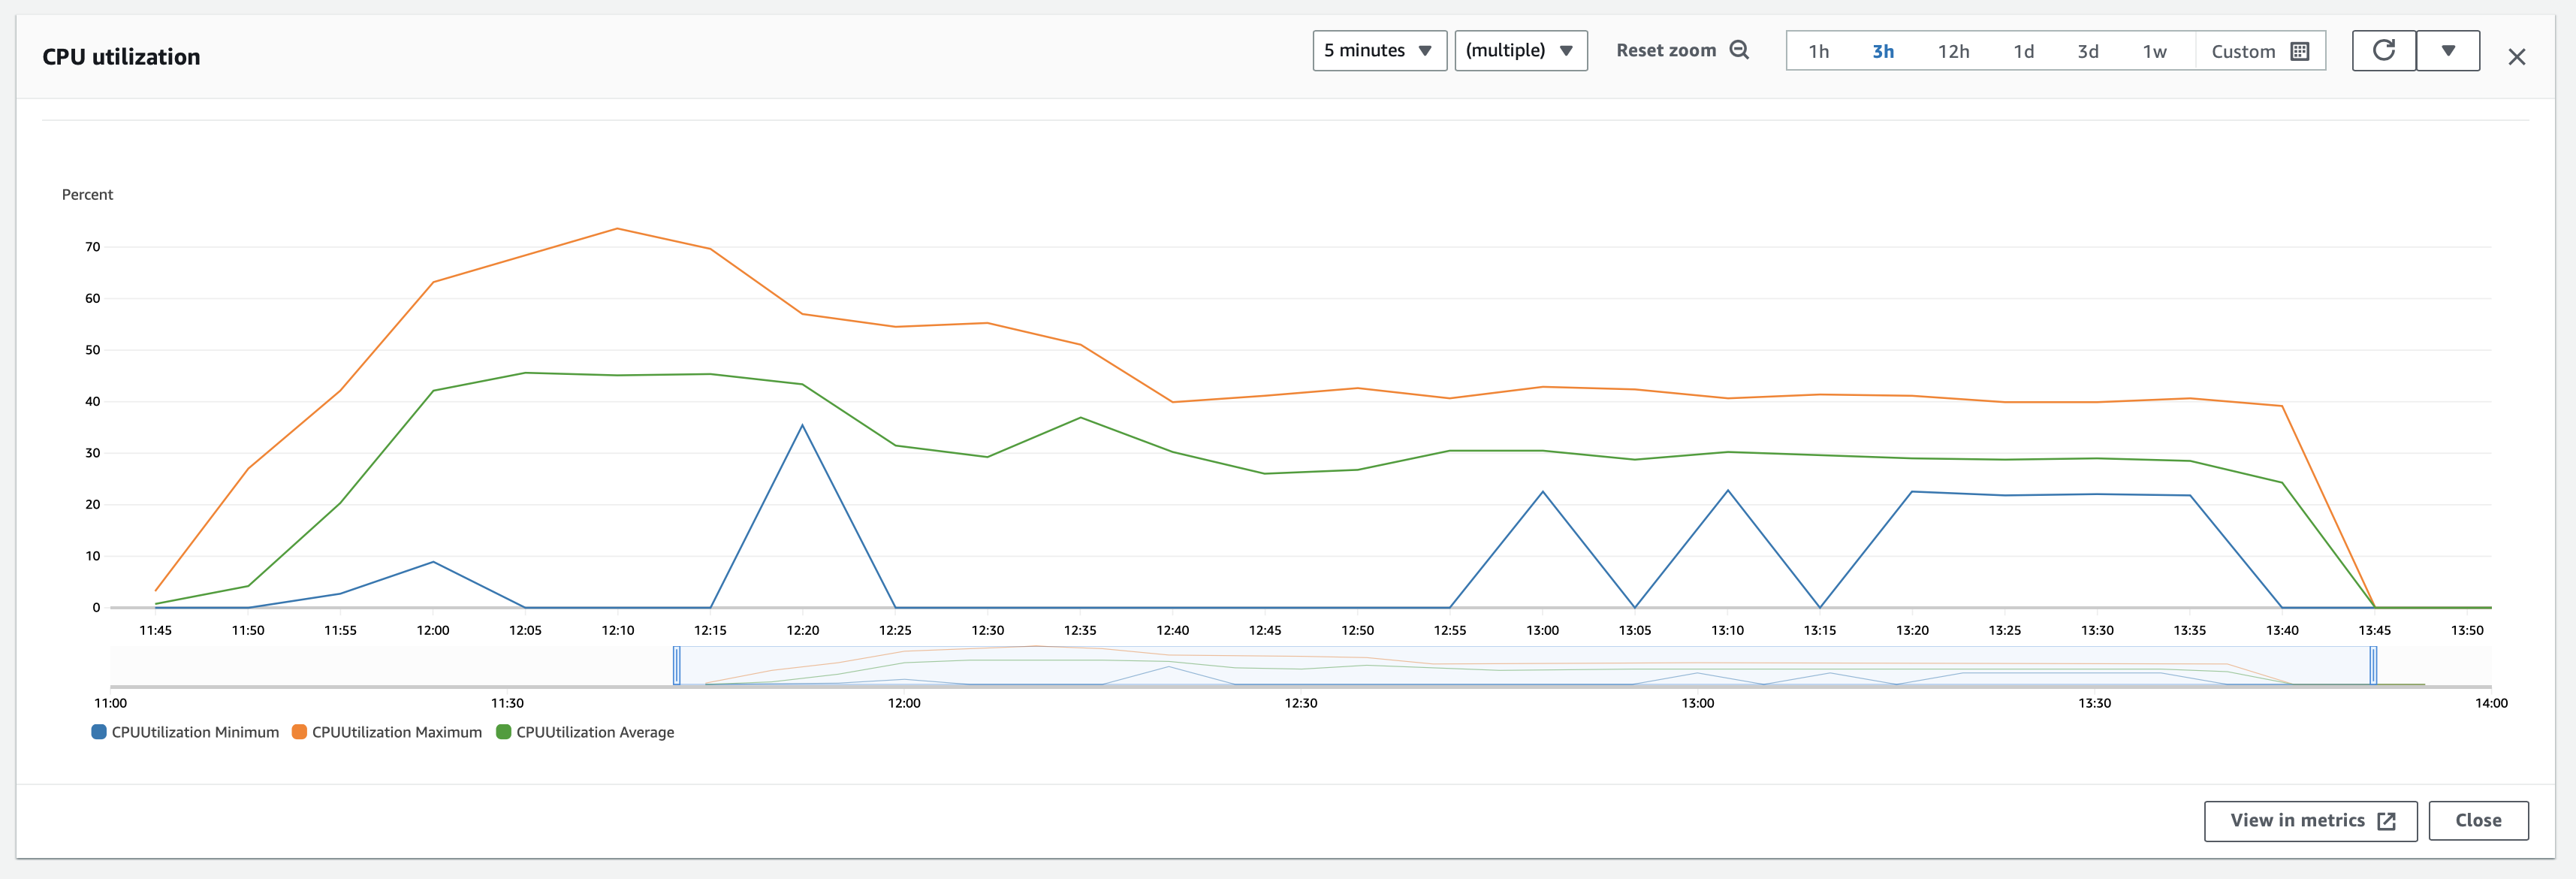 CPU utilization
5 minutes (multiple) Reset zoom 1h 3h 12h 1d 3d 1w Custom
Percent
70
60
50
40
30
20
10
0
11:45 11:50 11:55 12:00 12:05 12:10 12:15 12:20 12:25 12:30 12:35 12:40 12:45 12:50 12:55 13:00 13:05 13:10 13:15 13:20 13:25 13:30 13:35 13:40 13:45 13:50
11:00 11:30 12:00 12:30 13:00 13:30 14:00
CPUUtilization Minimum CPUUtilization Maximum CPUUtilization Average
View in metrics Close